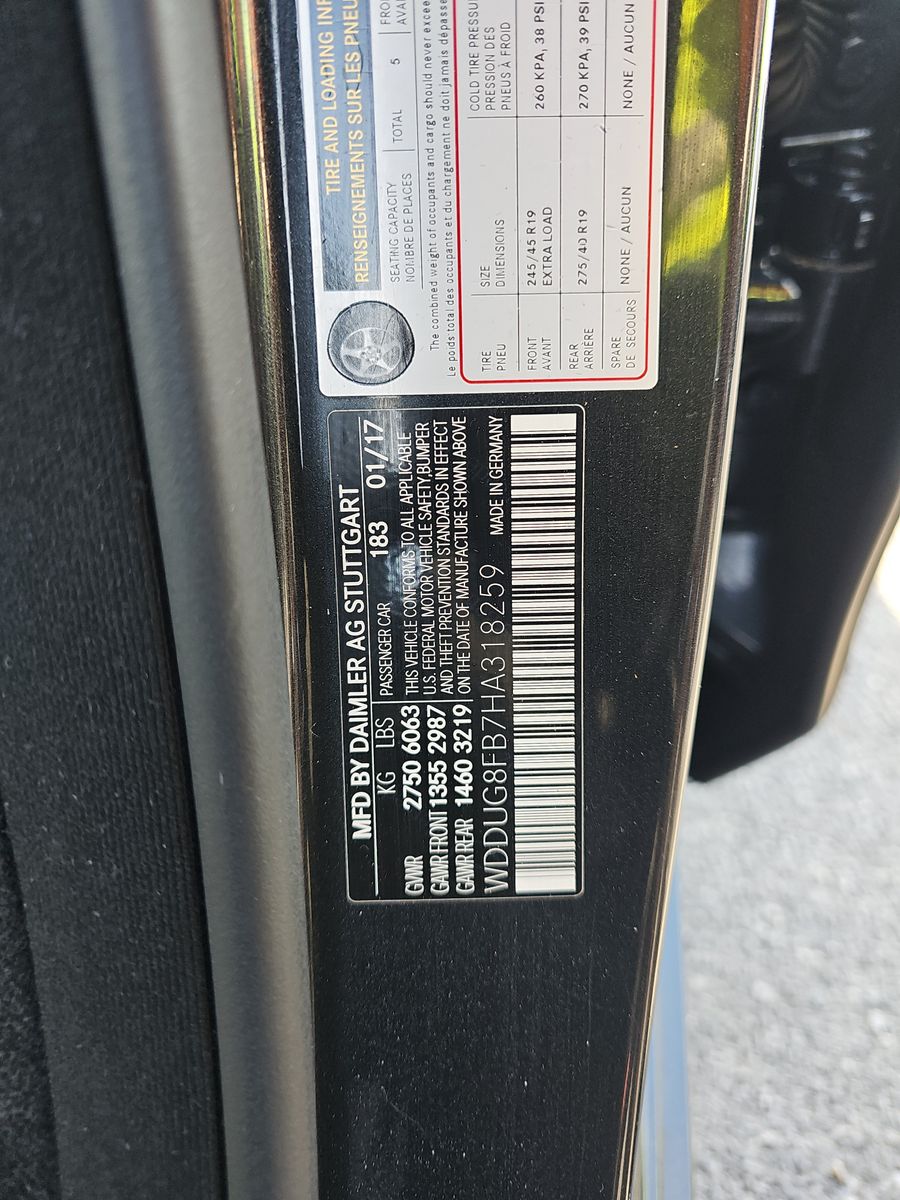 MFD BY DAIMLER AG STUTTGART
KG LBS PASSENGER CAR 183 01/17
GVWR 2750 6063
GAWR FRONT 1355 2987
GAWR REAR 1460 3219
THIS VEHICLE CONFORMS TO ALL APPLICABLE
U.S. FEDERAL MOTOR VEHICLE SAFETY, BUMPER
AND THEFT PREVENTION STANDARDS IN EFFECT
ON THE DATE OF MANUFACTURE SHOWN ABOVE
WDDUG8FB7HA318259 MADE IN GERMANY
TIRE AND LOADING
RENSEIGNEMENTS SUR LES
SEATING CAPACITY
NOMBRE DE PLACES
TOTAL 5
The combined weight of occupants and cargo should never
Le poids total des occupants et du chargement ne doit jamais
TIRE SIZE COLD TIRE
PNEU DIMENSIONS PRESSION DES
PNEUS À FROID
FRONT 245/45 R19 260 KPA, 38 PSI
AVANT EXTRA LOAD
REAR 275/40 R19 270 KPA, 39 PSI
ARRIÈRE
SPARE NONE / AUCUN NONE / AUCUN
DE SECOURS